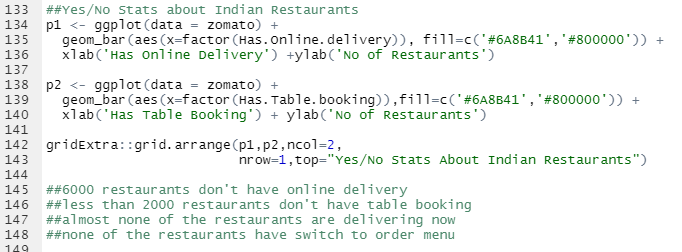 133 ##Yes/No Stats about Indian Restaurants
134 p1 <- ggplot(data = zomato) +
135 geom_bar(aes(x=factor(Has.Online.delivery)), fill=c('#6A8B41','#800000')) +
136 xlab('Has Online Delivery') +ylab('No of Restaurants')
137
138 p2 <- ggplot(data = zomato) +
139 geom_bar(aes(x=factor(Has.Table.booking)),fill=c('#6A8B41','#800000')) +
140 xlab('Has Table Booking') + ylab('No of Restaurants')
141
142 gridExtra::grid.arrange(p1,p2,ncol=2,
143 nrow=1,top="Yes/No Stats About Indian Restaurants")
144
145 ##6000 restaurants don't have online delivery
146 ##less than 2000 restaurants don't have table booking
147 ##almost none of the restaurants are delivering now
148 ##none of the restaurants have switch to order menu
149